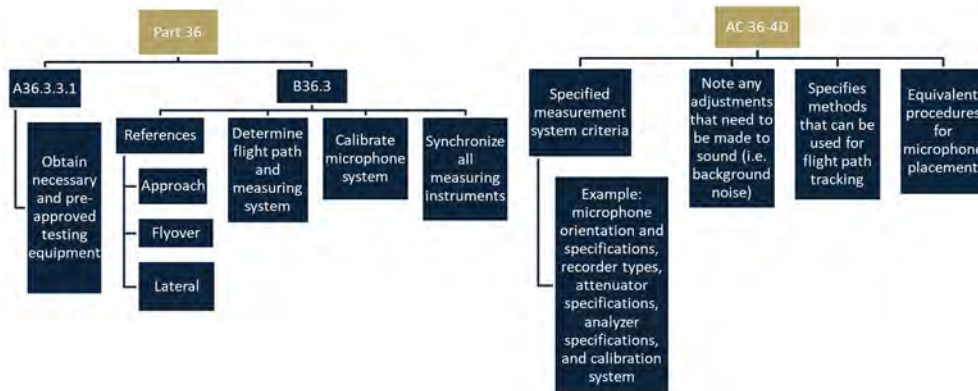 Part 36
A36.3.3.1
Obtain
necessary
and pre-
approved
testing
equipment
B36.3
References
Approach
Flyover
Lateral
Determine
flight path
and
measuring
system
Calibrate
microphone
system
Synchronize
all
measuring
instruments
AC 36-4D
Specified
measurement
system criteria
Example:
microphone
orientation and
specifications,
recorder types,
attenuator
specifications,
analyzer
specifications,
and calibration
system
Note any
adjustments
that need to
be made to
sound (i.e.
background
noise)
Specifies
methods that
can be used
for flight path
tracking
Equivalent
procedures
for
microphone
placement